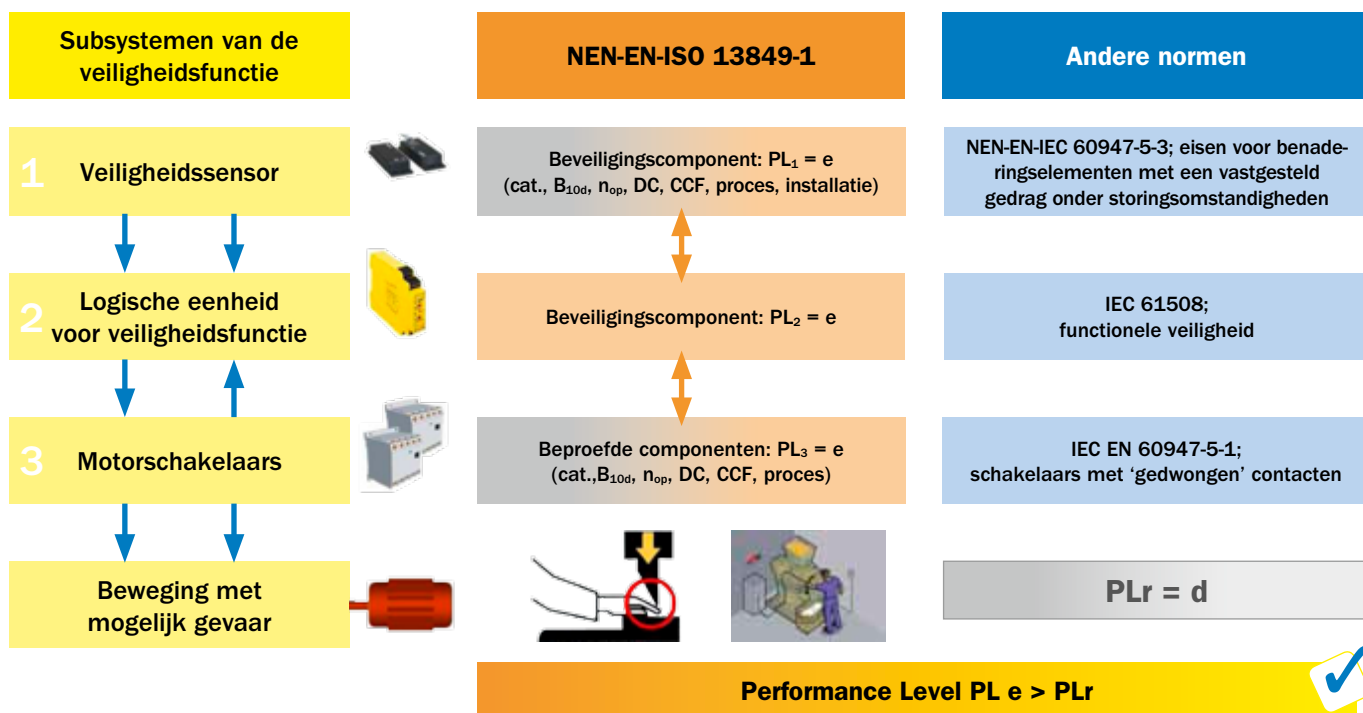 Subsystemen van de
veiligheidsfunctie
NEN-EN-ISO 13849-1
Andere normen
1
Veiligheidssensor
Beveiligingscomponent: PL₁ = e
(cat., B₁₀d, nₒₚ, DC, CCF, proces, installatie)
NEN-EN-IEC 60947-5-3; eisen voor benade-
ringselementen met een vastgesteld
gedrag onder storingsomstandigheden
2
Logische eenheid
voor veiligheidsfunctie
Beveiligingscomponent: PL₂ = e
IEC 61508;
functionele veiligheid
3
Motorschakelaars
Beproefde componenten: PL₃ = e
(cat.,B₁₀d, nₒₚ, DC, CCF, proces)
IEC EN 60947-5-1;
schakelaars met ‘gedwongen’ contacten
Beweging met
mogelijk gevaar
PLr = d
Performance Level PL e > PLr